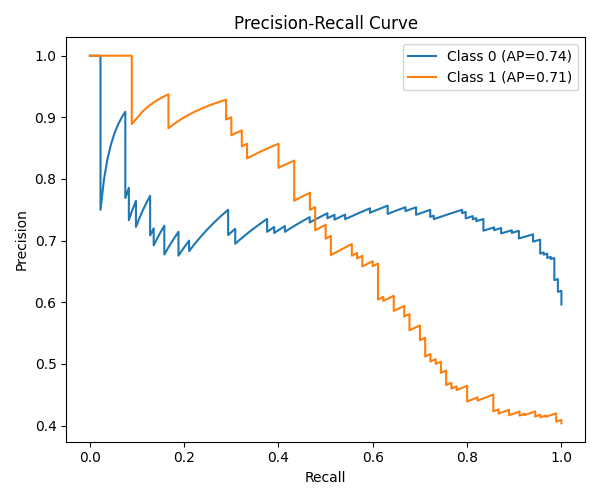 Precision-Recall Curve
Class 0 (AP=0.74)
Class 1 (AP=0.71)
Precision
1.0
0.9
0.8
0.7
0.6
0.5
0.4
0.0 0.2 0.4 0.6 0.8 1.0
Recall